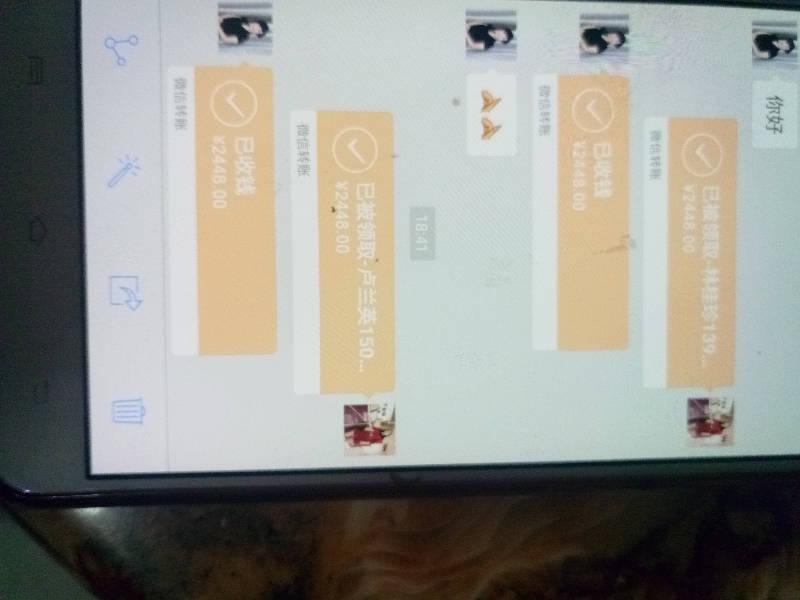 你好
已被领取-林桂珍139...
¥2448.00
微信转账
已收钱
¥2448.00
微信转账
18:41
已被领取-卢兰英150...
¥2448.00
微信转账
已收钱
¥2448.00
微信转账